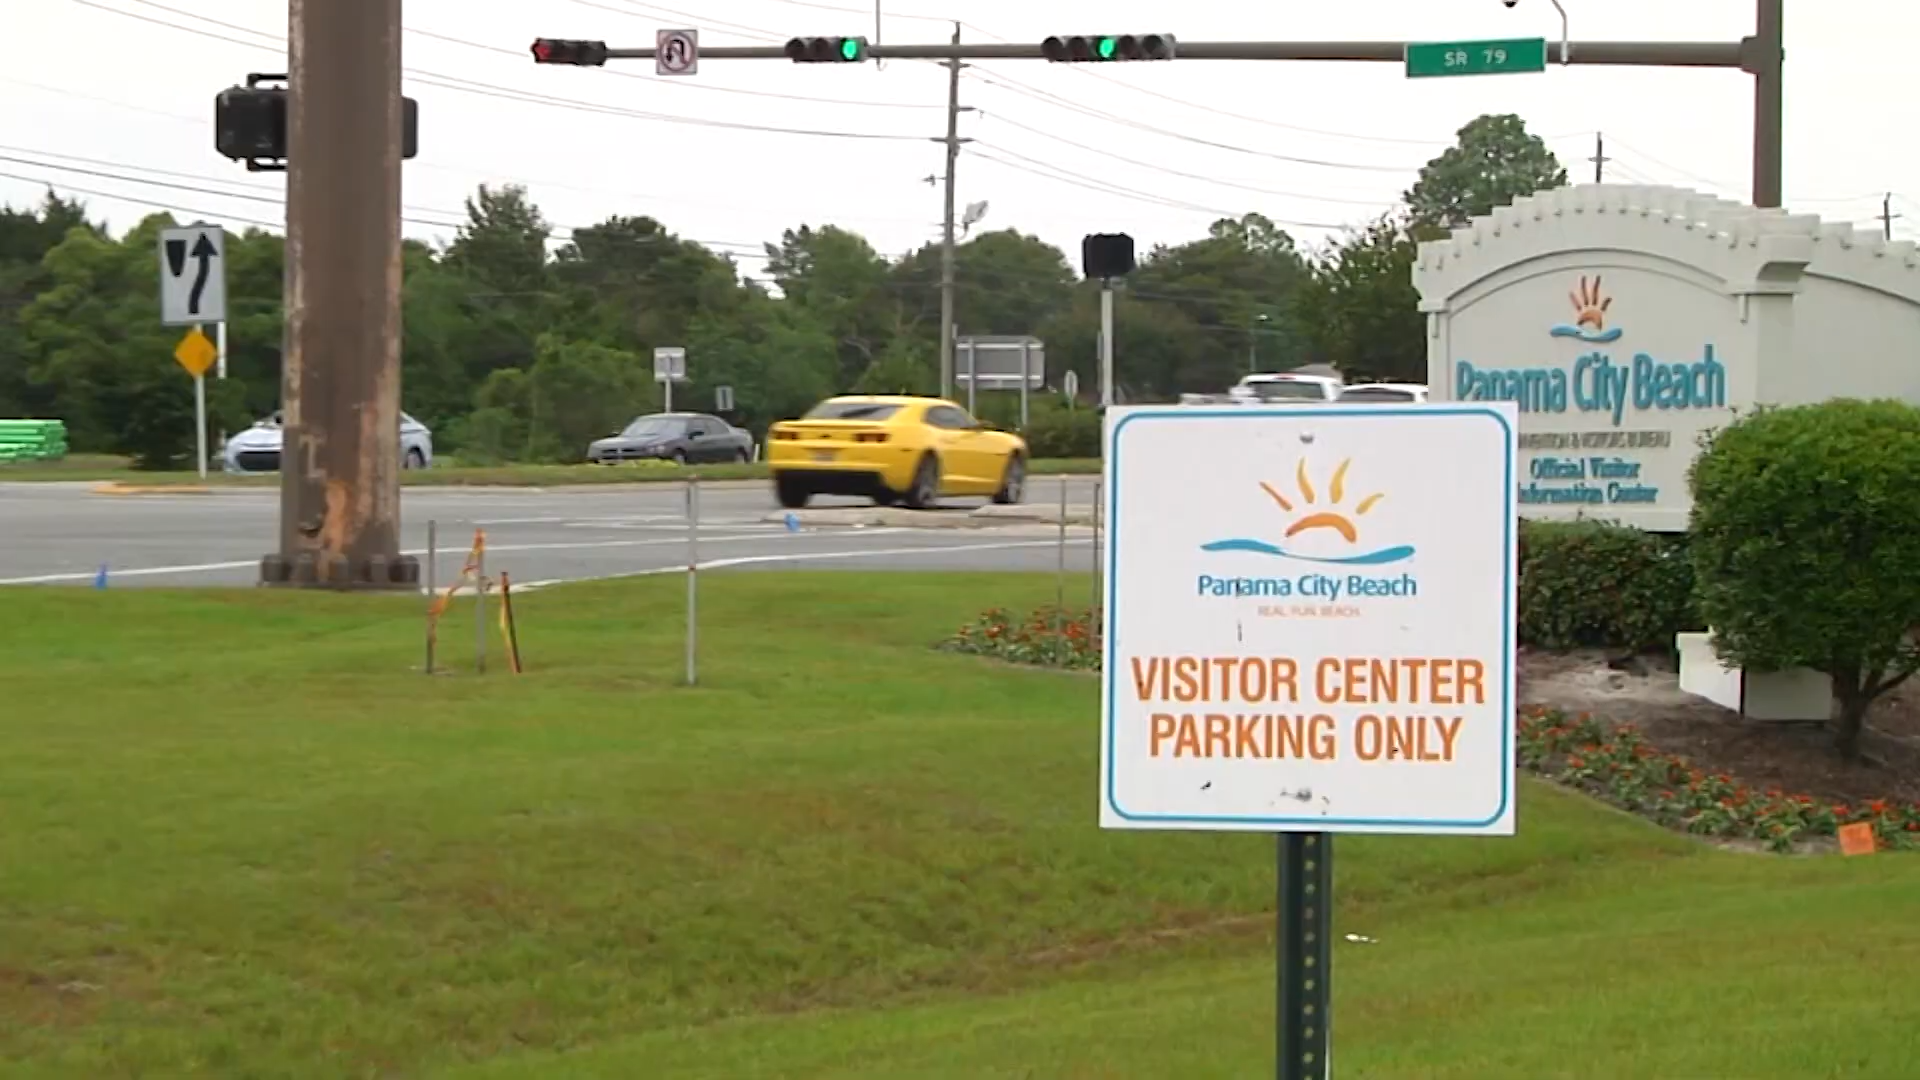 SR 79
Panama City Beach
Official Visitor
Information Center
Panama City Beach
REAL. FUN. BEACH.
VISITOR CENTER
PARKING ONLY